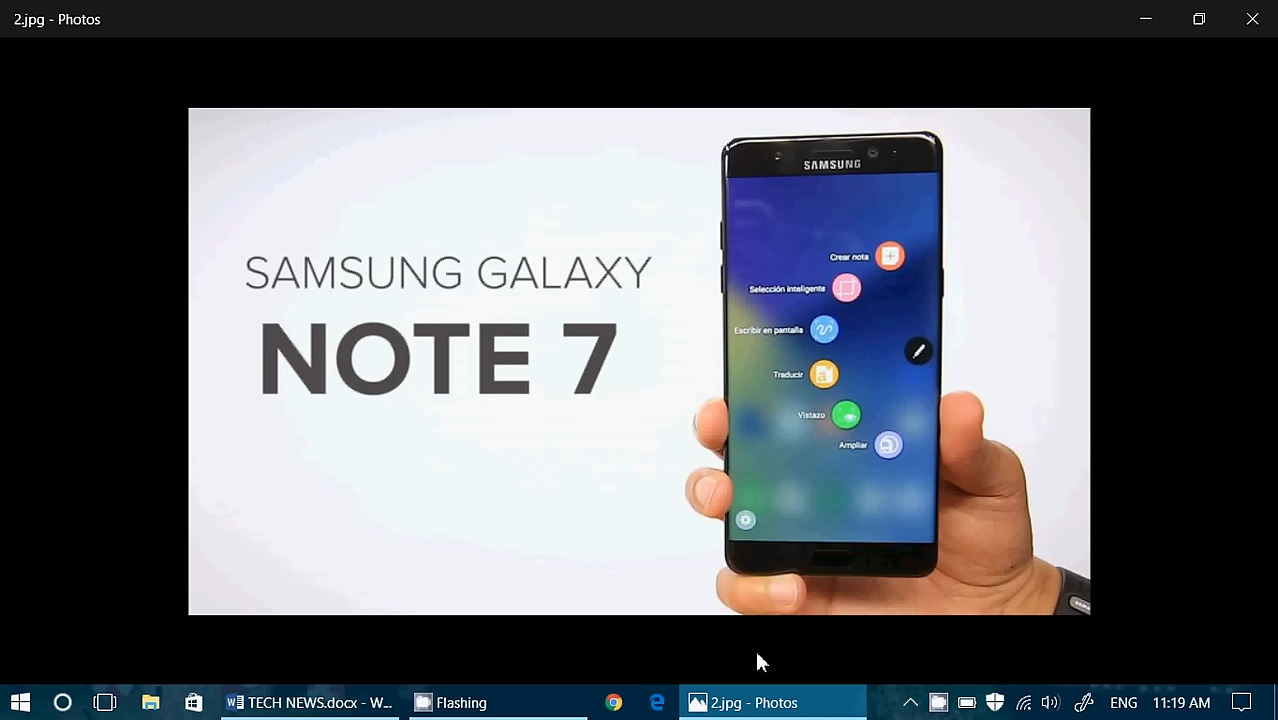 2.jpg - Photos
SAMSUNG
SAMSUNG GALAXY
NOTE 7
Crear nota
Selección inteligente
Escribir en pantalla
Traducir
Vistazo
Ampliar
TECH NEWS.docx - W...
Flashing
2.jpg - Photos
ENG
11:19 AM